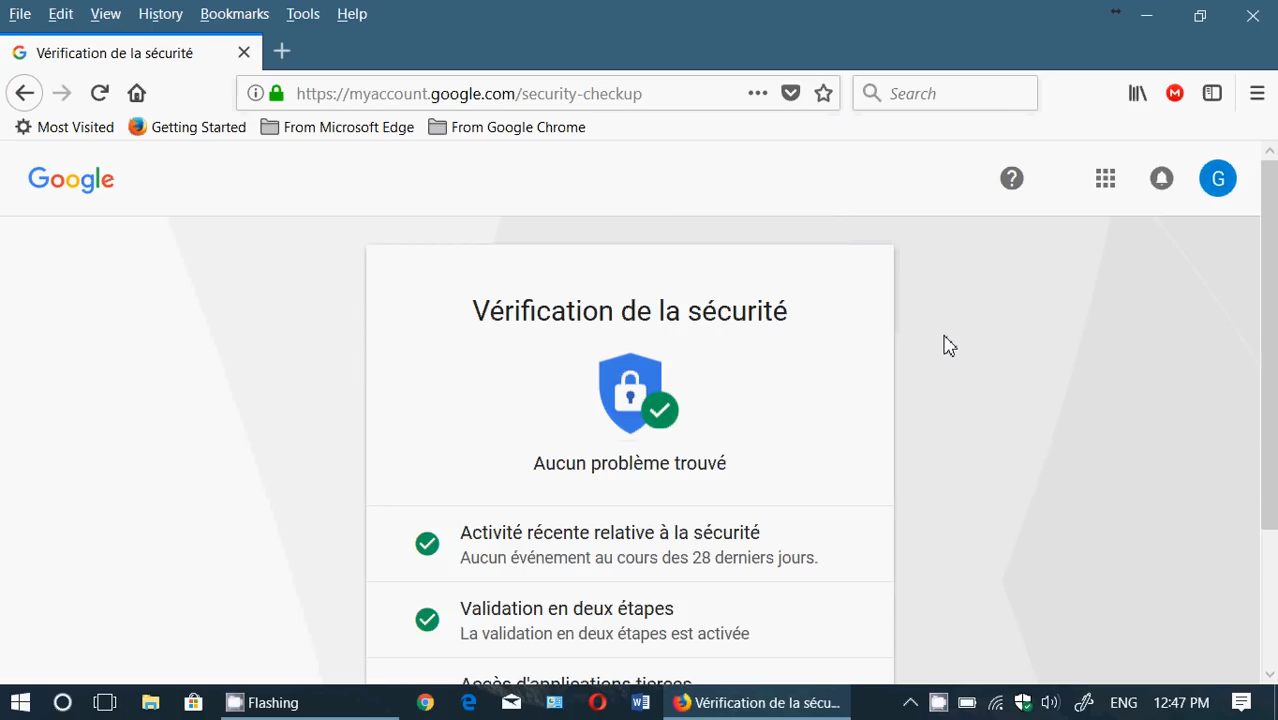 File Edit View History Bookmarks Tools Help
Vérification de la sécurité
https://myaccount.google.com/security-checkup
Search
Most Visited Getting Started From Microsoft Edge From Google Chrome
Google
G
Vérification de la sécurité
Aucun problème trouvé
Activité récente relative à la sécurité
Aucun événement au cours des 28 derniers jours.
Validation en deux étapes
La validation en deux étapes est activée
Accès d'applications tierces
Flashing
Vérification de la sécu...
ENG
12:47 PM